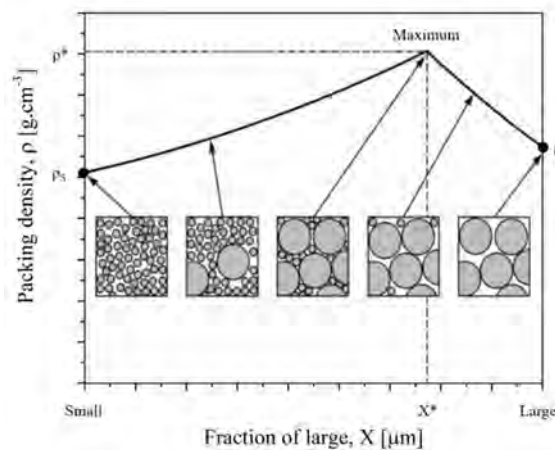 Maximum
ρ*
ρs
Packing density, ρ [g.cm⁻³]
Small
X*
Large
Fraction of large, X [μm]